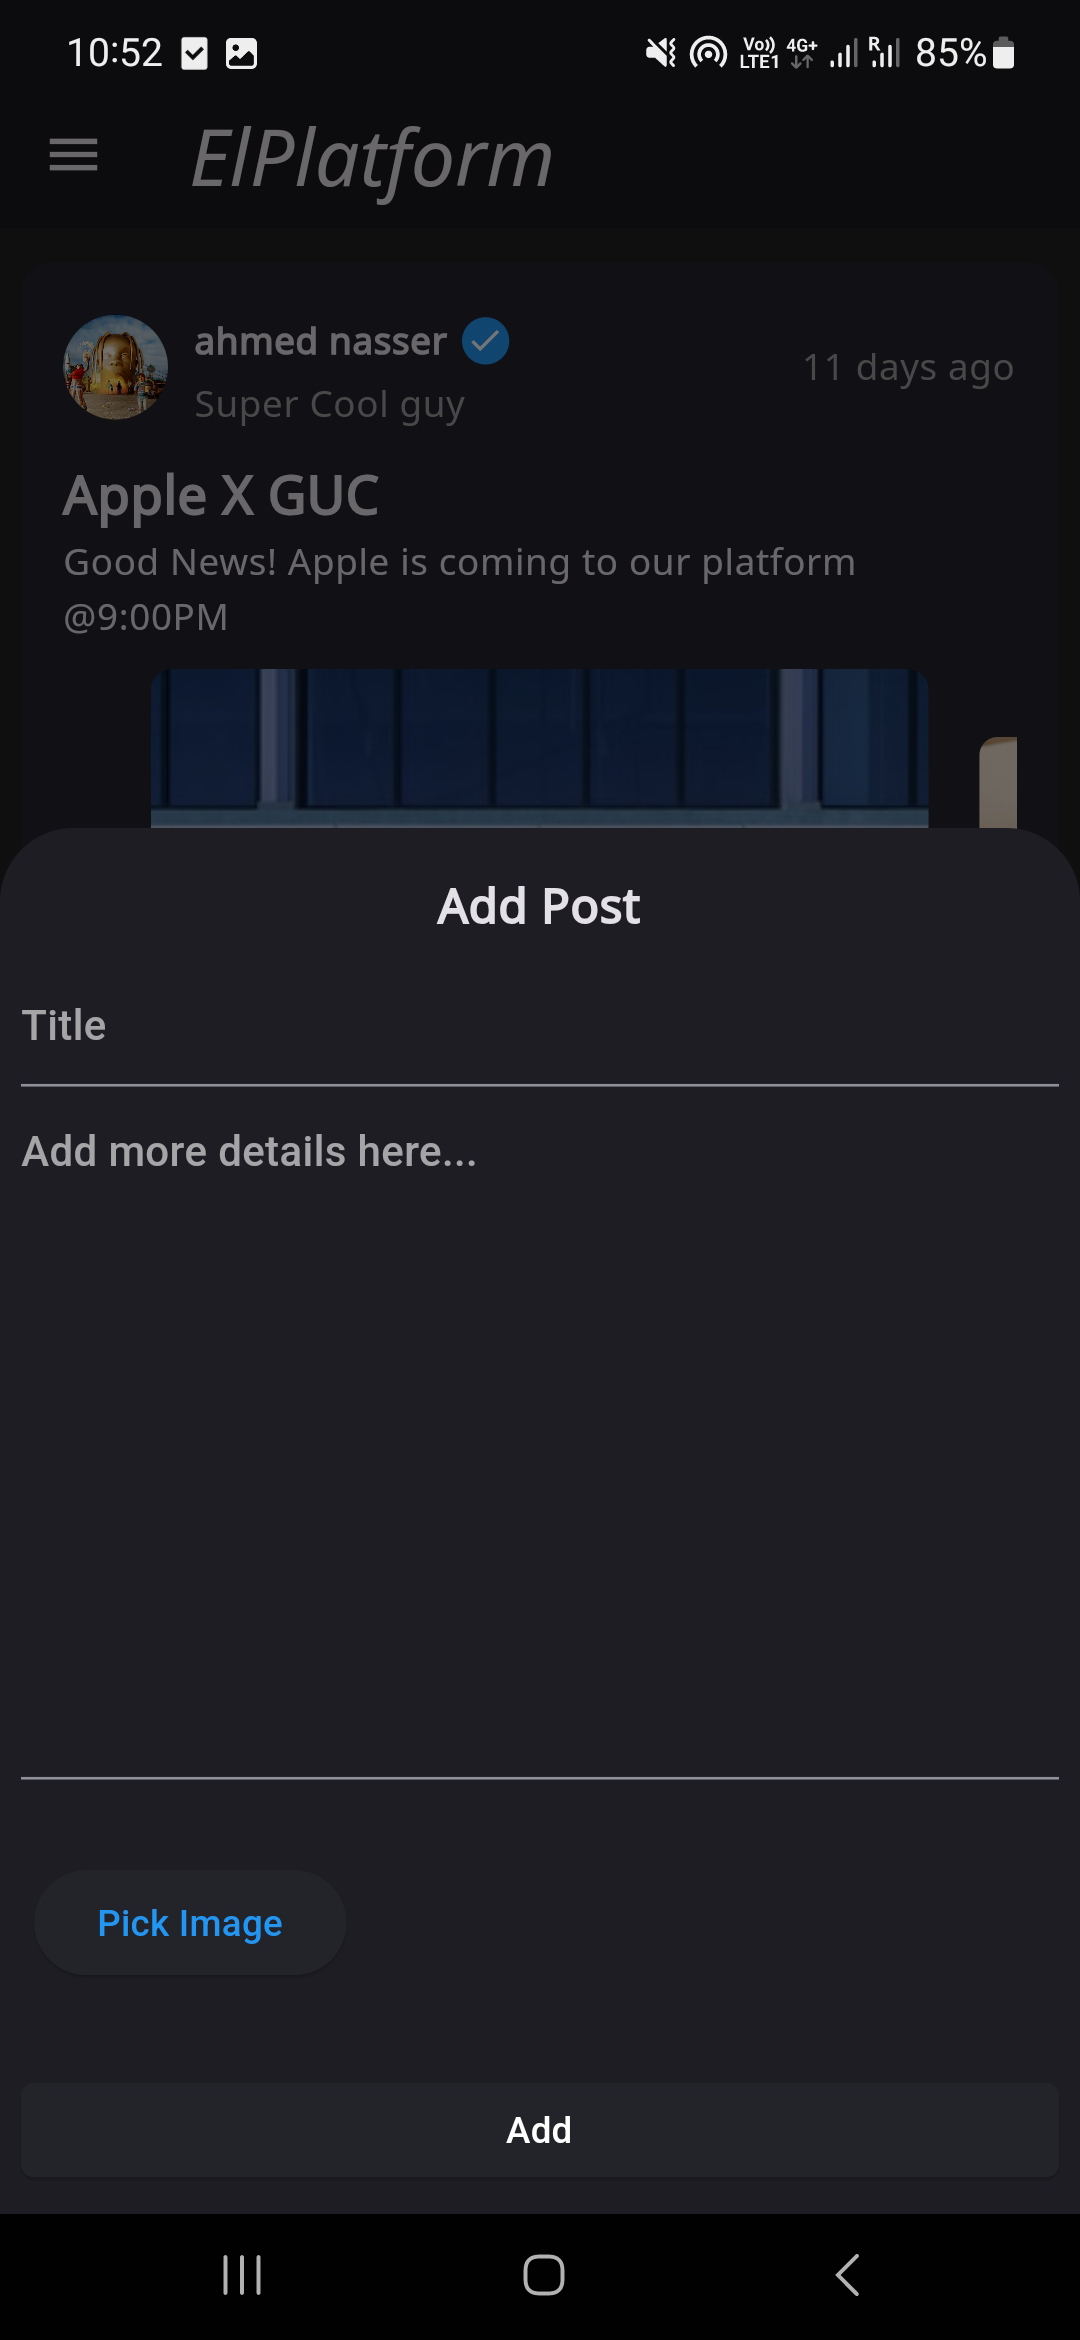 10:52
Vo)) LTE1 4G+ R 85%
ElPlatform
ahmed nasser
11 days ago
Super Cool guy
Apple X GUC
Good News! Apple is coming to our platform
@9:00PM
Add Post
Title
Add more details here...
Pick Image
Add